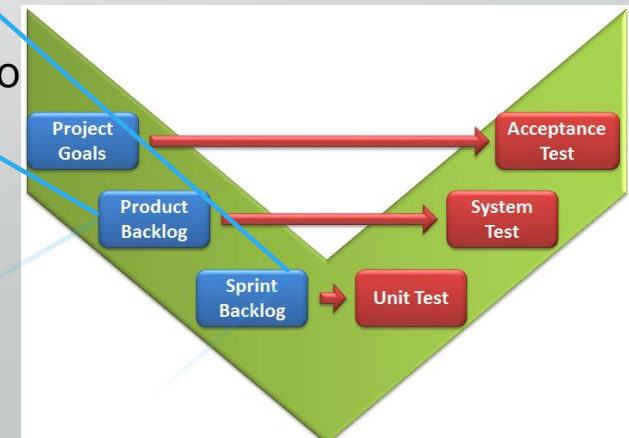 o
Project
Goals
Acceptance
Test
Product
Backlog
System
Test
Sprint
Backlog
Unit Test